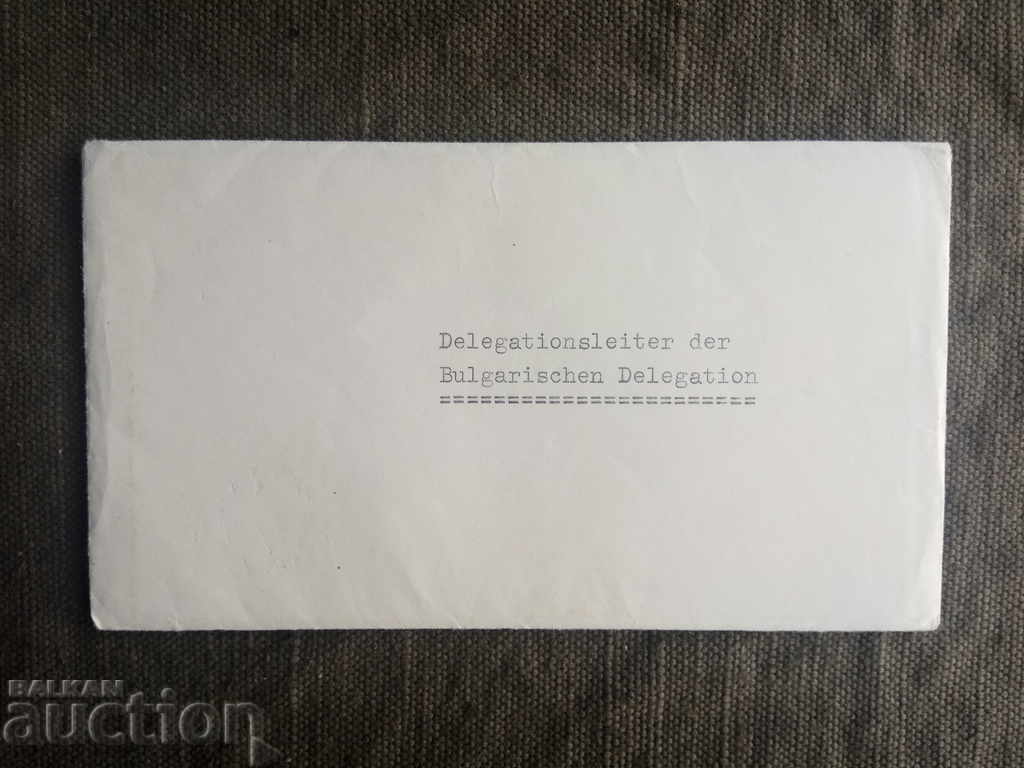 Delegationsleiter der
Bulgarischen Delegation
=======================
BALKAN
auction